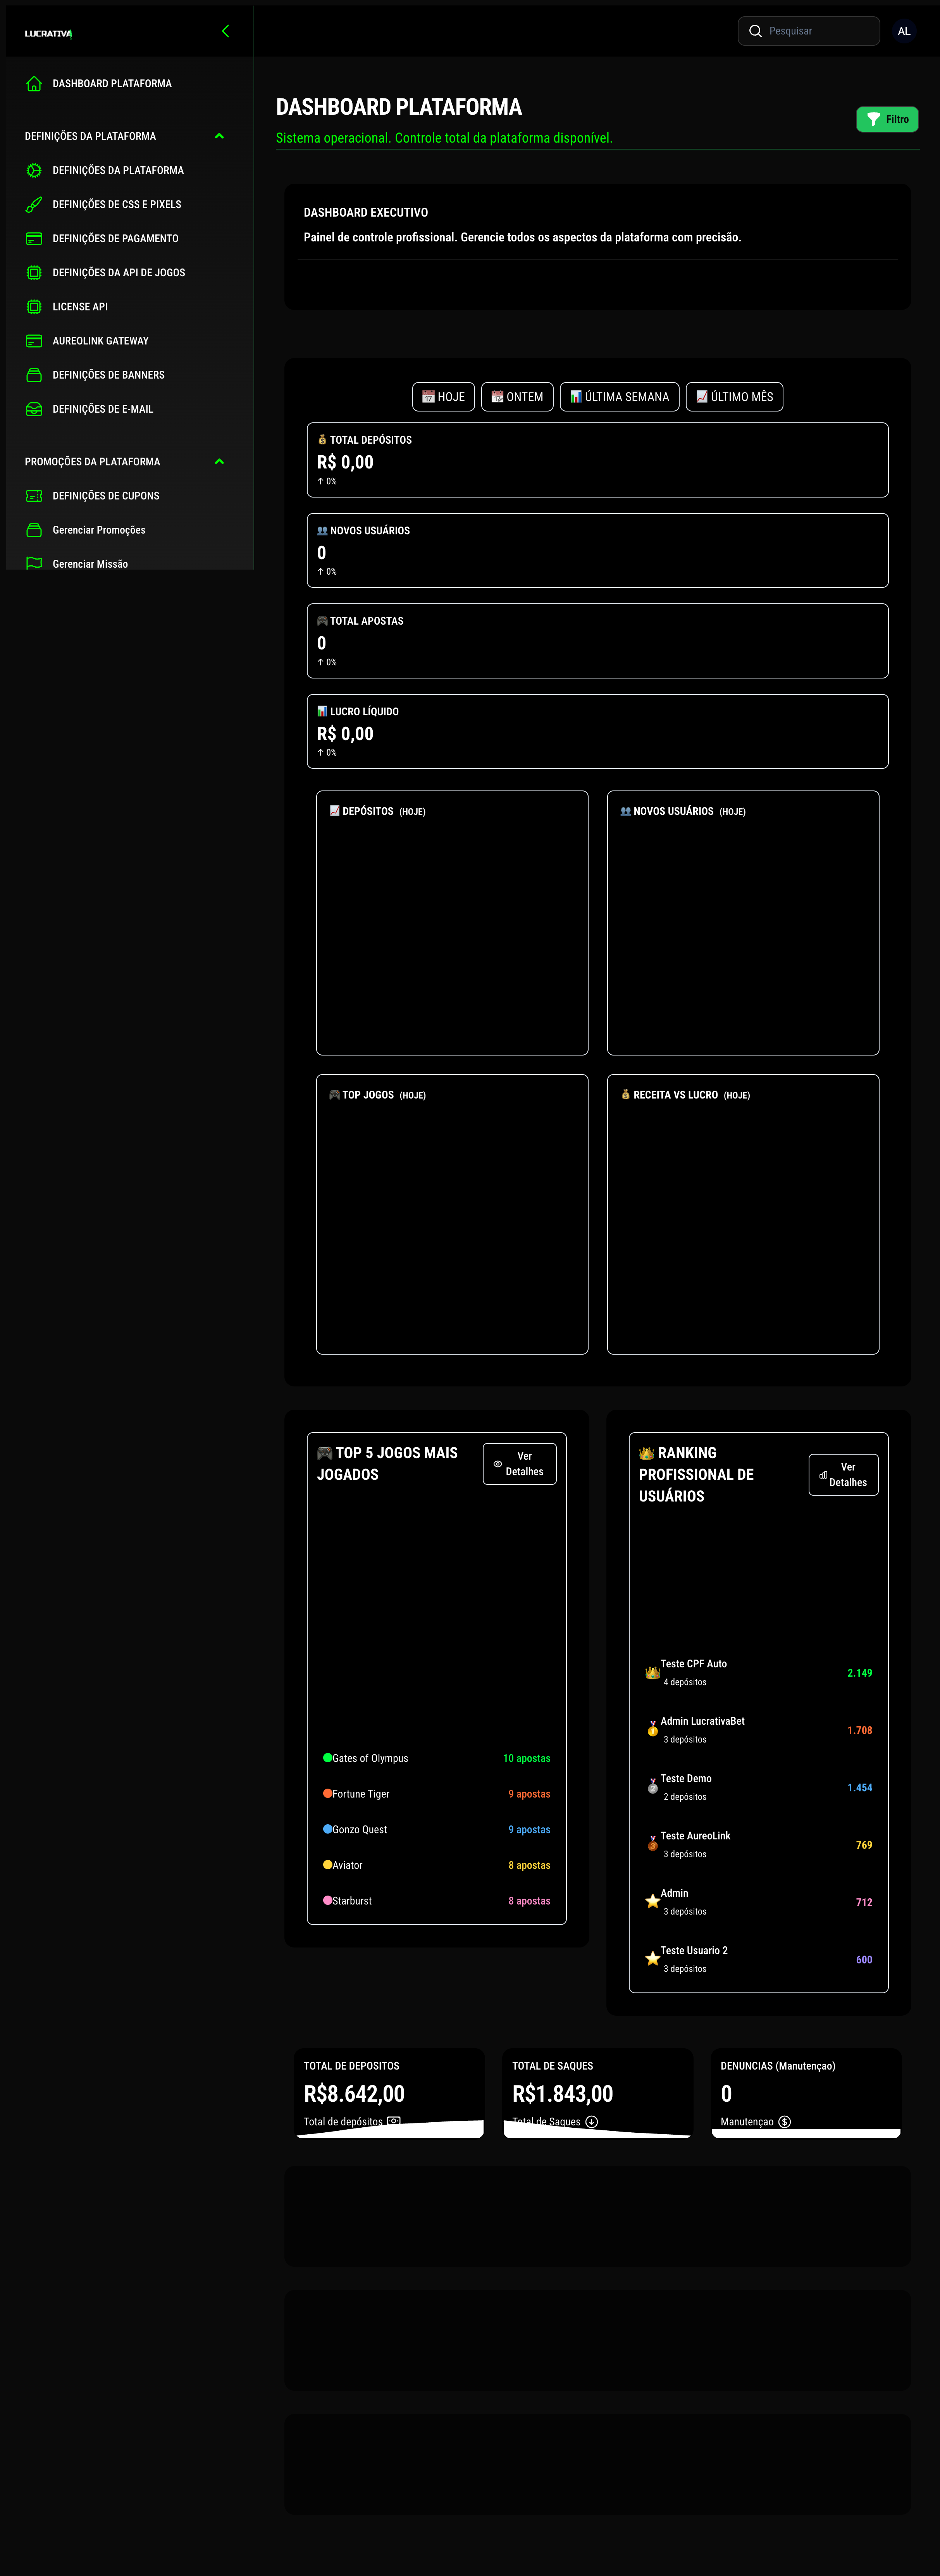 LUCRATIVA
Pesquisar
AL
DASHBOARD PLATAFORMA
DEFINIÇÕES DA PLATAFORMA
DEFINIÇÕES DA PLATAFORMA
DEFINIÇÕES DE CSS E PIXELS
DEFINIÇÕES DE PAGAMENTO
DEFINIÇÕES DA API DE JOGOS
LICENSE API
AUREOLINK GATEWAY
DEFINIÇÕES DE BANNERS
DEFINIÇÕES DE E-MAIL
PROMOÇÕES DA PLATAFORMA
DEFINIÇÕES DE CUPONS
Gerenciar Promoções
Gerenciar Missão
DASHBOARD PLATAFORMA
Sistema operacional. Controle total da plataforma disponível.
Filtro
DASHBOARD EXECUTIVO
Painel de controle profissional. Gerencie todos os aspectos da plataforma com precisão.
HOJE
ONTEM
ÚLTIMA SEMANA
ÚLTIMO MÊS
TOTAL DEPÓSITOS
R$ 0,00
↑ 0%
NOVOS USUÁRIOS
0
↑ 0%
TOTAL APOSTAS
0
↑ 0%
LUCRO LÍQUIDO
R$ 0,00
↑ 0%
DEPÓSITOS (HOJE)
NOVOS USUÁRIOS (HOJE)
TOP JOGOS (HOJE)
RECEITA VS LUCRO (HOJE)
TOP 5 JOGOS MAIS
JOGADOS
Ver
Detalhes
Gates of Olympus 10 apostas
Fortune Tiger 9 apostas
Gonzo Quest 9 apostas
Aviator 8 apostas
Starburst 8 apostas
RANKING
PROFISSIONAL DE
USUÁRIOS
Ver
Detalhes
Teste CPF Auto
4 depósitos
2.149
Admin LucrativaBet
3 depósitos
1.708
Teste Demo
2 depósitos
1.454
Teste AureoLink
3 depósitos
769
Admin
3 depósitos
712
Teste Usuario 2
3 depósitos
600
TOTAL DE DEPOSITOS
R$8.642,00
Total de depósitos
TOTAL DE SAQUES
R$1.843,00
Total de Saques
DENUNCIAS (Manutençao)
0
Manutençao